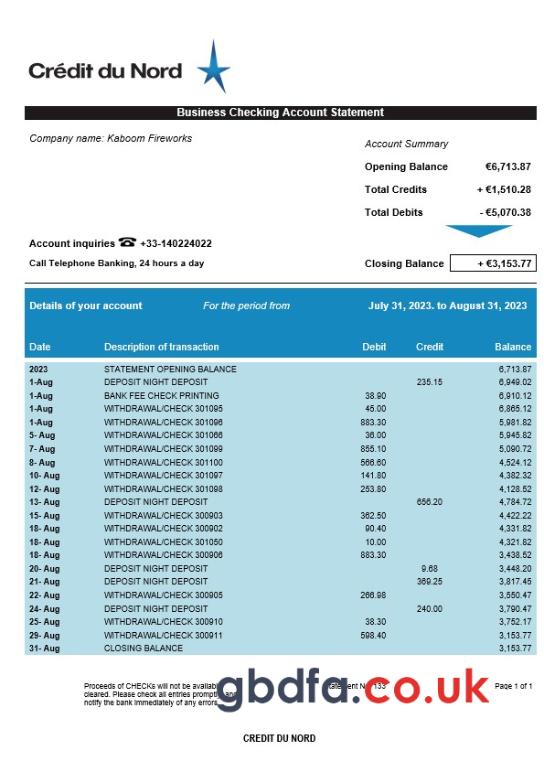 Crédit du Nord
Business Checking Account Statement
Company name: Kaboom Fireworks
Account Summary
Opening Balance €6,713.87
Total Credits + €1,510.28
Total Debits - €5,070.38
Account inquiries ☎ +33-140224022
Call Telephone Banking, 24 hours a day
Closing Balance + €3,153.77
Details of your account For the period from July 31, 2023. to August 31, 2023
Date Description of transaction Debit Credit Balance
2023 STATEMENT OPENING BALANCE 6,713.87
1-Aug DEPOSIT NIGHT DEPOSIT 235.15 6,949.02
1-Aug BANK FEE CHECK PRINTING 38.90 6,910.12
1-Aug WITHDRAWAL/CHECK 301095 45.00 6,865.12
1-Aug WITHDRAWAL/CHECK 301096 883.30 5,981.82
5- Aug WITHDRAWAL/CHECK 301066 36.00 5,945.82
7- Aug WITHDRAWAL/CHECK 301099 855.10 5,090.72
8- Aug WITHDRAWAL/CHECK 301100 566.60 4,524.12
10- Aug WITHDRAWAL/CHECK 301097 141.80 4,382.32
12- Aug WITHDRAWAL/CHECK 301098 253.80 4,128.52
13- Aug DEPOSIT NIGHT DEPOSIT 656.20 4,784.72
15- Aug WITHDRAWAL/CHECK 300903 362.50 4,422.22
18- Aug WITHDRAWAL/CHECK 300902 90.40 4,331.82
18- Aug WITHDRAWAL/CHECK 301050 10.00 4,321.82
18- Aug WITHDRAWAL/CHECK 300906 883.30 3,438.52
20- Aug DEPOSIT NIGHT DEPOSIT 9.68 3,448.20
21- Aug DEPOSIT NIGHT DEPOSIT 369.25 3,817.45
22- Aug WITHDRAWAL/CHECK 300905 266.98 3,550.47
24- Aug DEPOSIT NIGHT DEPOSIT 240.00 3,790.47
25- Aug WITHDRAWAL/CHECK 300910 38.30 3,752.17
29- Aug WITHDRAWAL/CHECK 300911 598.40 3,153.77
31- Aug CLOSING BALANCE 3,153.77
Proceeds of CHECKs will not be available
cleared. Please check all entries promptly and
notify the bank immediately of any errors.
Statement 133
Page 1 of 1
gbdfa.co.uk
CREDIT DU NORD